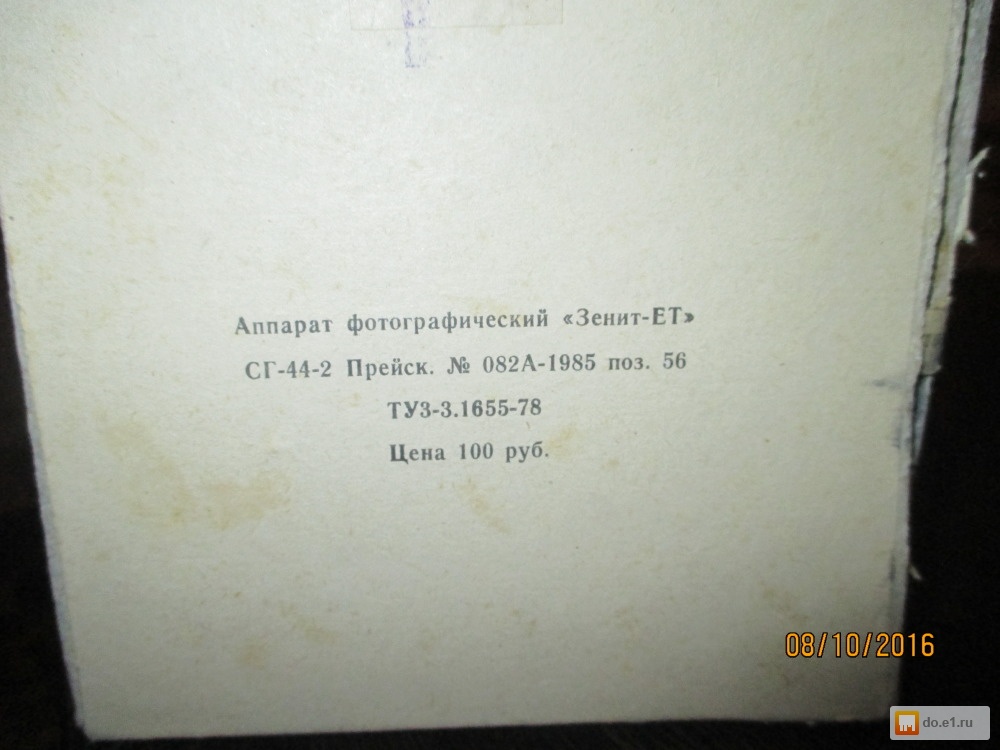 Аппарат фотографический «Зенит-ЕТ»
СГ-44-2 Прейск. № 082А-1985 поз. 56
ТУ3-3.1655-78
Цена 100 руб.
08/10/2016
do.e1.ru